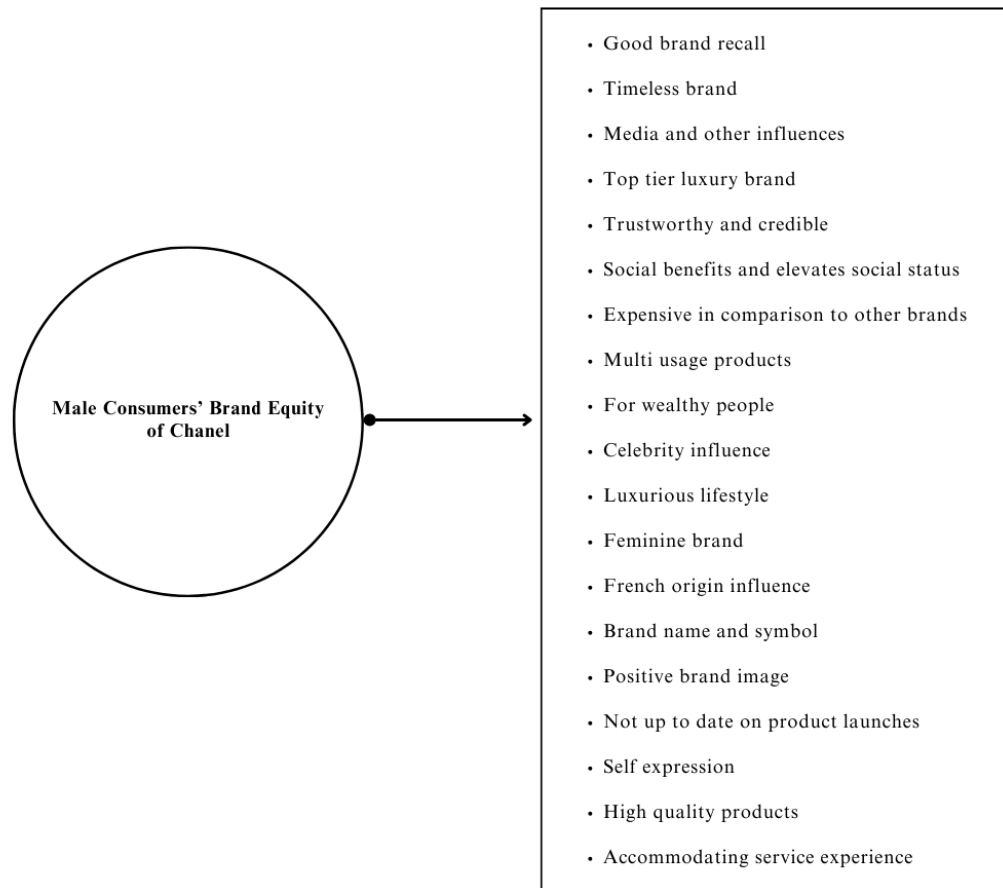 Male Consumers' Brand Equity
of Chanel
• Good brand recall
• Timeless brand
• Media and other influences
• Top tier luxury brand
• Trustworthy and credible
• Social benefits and elevates social status
• Expensive in comparison to other brands
• Multi usage products
• For wealthy people
• Celebrity influence
• Luxurious lifestyle
• Feminine brand
• French origin influence
• Brand name and symbol
• Positive brand image
• Not up to date on product launches
• Self expression
• High quality products
• Accommodating service experience